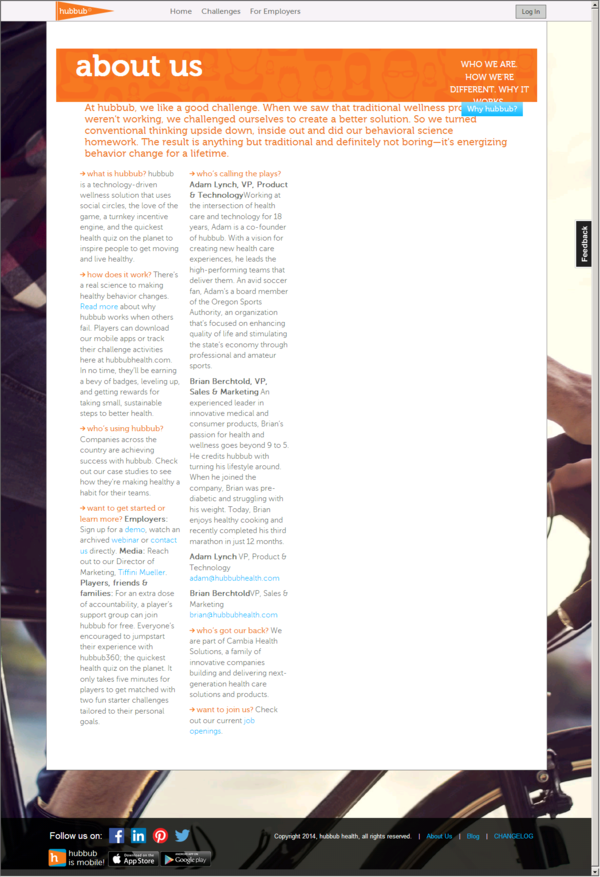 hubbub
Home
Challenges
For Employers
Log In
about us
WHO WE ARE.
HOW WE'RE
DIFFERENT. WHY IT
WORKS
Why hubbub?
At hubbub, we like a good challenge. When we saw that traditional wellness
weren't working, we challenged ourselves to create a better solution. So we turned
conventional thinking upside down, inside out and did our behavioral science
homework. The result is anything but traditional and definitely not boring—it's energizing
behavior change for a lifetime.
→ what is hubbub? hubbub
is a technology-driven
wellness solution that uses
social circles, the love of the
game, a turnkey incentive
engine, and the quickest
health quiz on the planet to
inspire people to get moving
and live healthy.
→ how does it work? There's
a real science to making
healthy behavior changes.
Read more about why
hubbub works when others
fail. Players can download
our mobile apps or track
their challenge activities
here at hubbubhealth.com.
In no time, they'll be earning
a bevy of badges, leveling up,
and getting rewards for
taking small, sustainable
steps to better health.
→ who's using hubbub?
Companies across the
country are achieving
success with hubbub. Check
out our case studies to see
how they're making healthy a
habit for their teams.
→ want to get started or
learn more? Employers:
Sign up for a demo, watch an
archived webinar or contact
us directly. Media: Reach
out to our Director of
Marketing, Tiffini Mueller.
Players, friends &
families: For an extra dose
of accountability, a player's
support group can join
hubbub for free. Everyone's
encouraged to jumpstart
their experience with
hubbub360; the quickest
health quiz on the planet. It
only takes five minutes for
players to get matched with
two fun starter challenges
tailored to their personal
goals.
→ who's calling the plays?
Adam Lynch, VP, Product
& TechnologyWorking at
the intersection of health
care and technology for 18
years, Adam is a co-founder
of hubbub. With a vision for
creating new health care
experiences, he leads the
high-performing teams that
deliver them. An avid soccer
fan, Adam's a board member
of the Oregon Sports
Authority, an organization
that's focused on enhancing
quality of life and stimulating
the state's economy through
professional and amateur
sports.
Brian Berchtold, VP,
Sales & Marketing An
experienced leader in
innovative medical and
consumer products, Brian's
passion for health and
wellness goes beyond 9 to 5.
He credits hubbub with
turning his lifestyle around.
When he joined the
company, Brian was pre-
diabetic and struggling with
his weight. Today, Brian
enjoys healthy cooking and
recently completed his third
marathon in just 12 months.
Adam Lynch VP, Product &
Technology
adam@hubbubhealth.com
Brian BerchtoldVP, Sales &
Marketing
brian@hubbubhealth.com
→ who's got our back? We
are part of Cambia Health
Solutions, a family of
innovative companies
building and delivering next-
generation health care
solutions and products.
→ want to join us? Check
out our current job
openings.
Feedback
Follow us on:
Copyright 2014, hubbub health, all rights reserved. | About Us | Blog | CHANGELOG
hubbub
is mobile!
Download on the
App Store
Google play